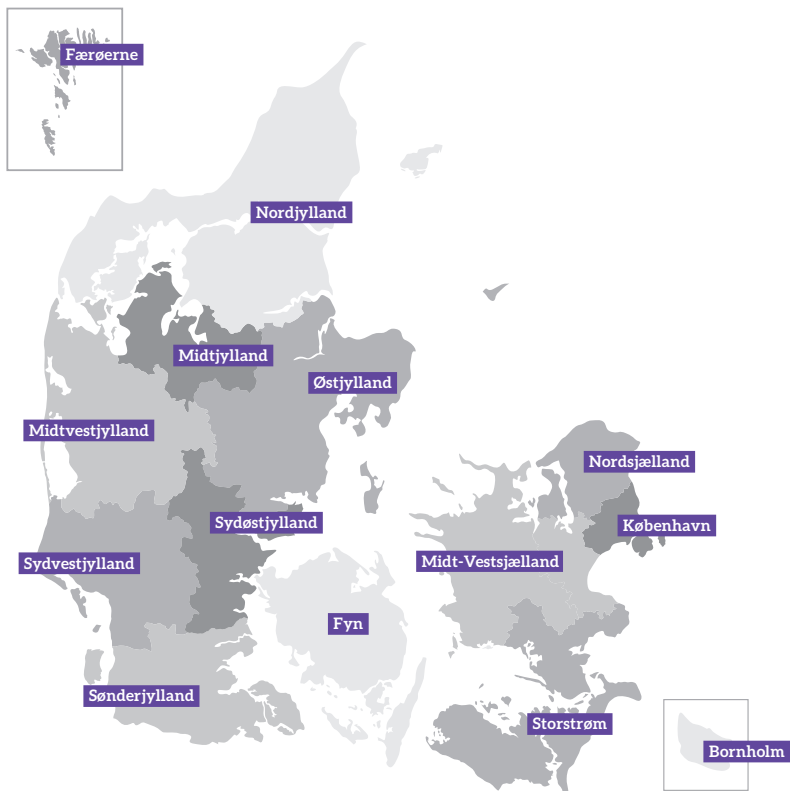 Færøerne
Nordjylland
Midtjylland
Østjylland
Midtvestjylland
Nordsjælland
Sydøstjylland
København
Sydvestjylland
Midt-Vestsjælland
Fyn
Sønderjylland
Storstrøm
Bornholm